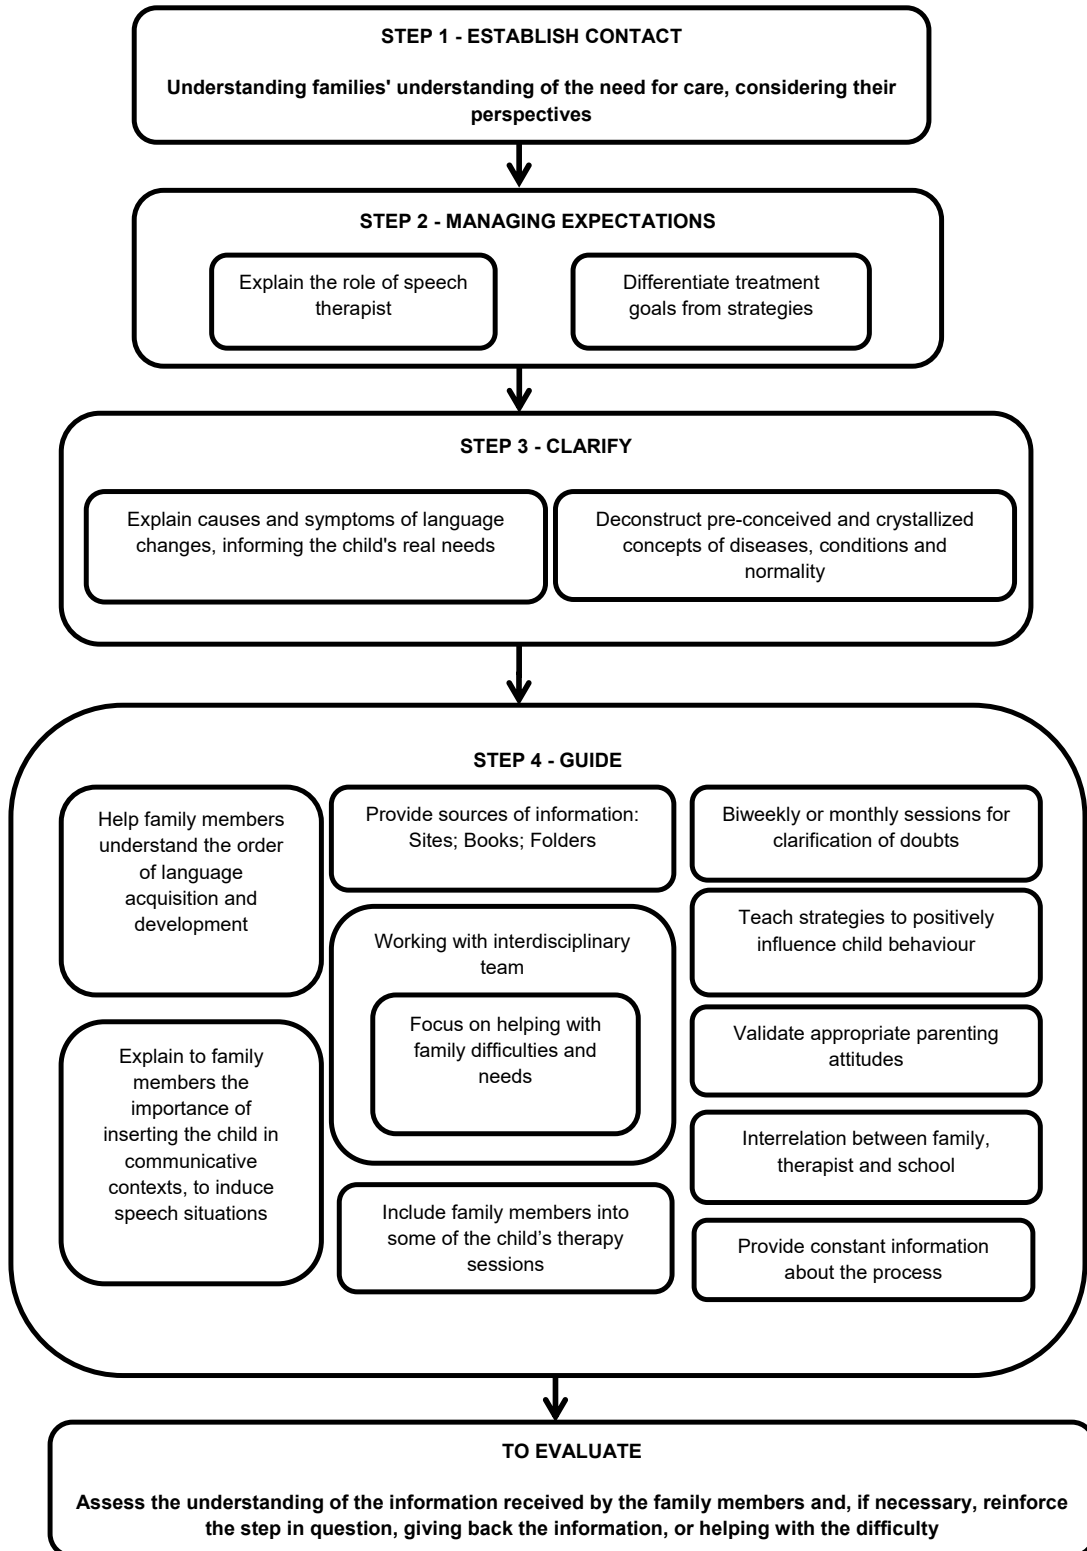 STEP 1 - ESTABLISH CONTACT
Understanding families' understanding of the need for care, considering their
perspectives
STEP 2 - MANAGING EXPECTATIONS
Explain the role of speech
therapist
Differentiate treatment
goals from strategies
STEP 3 - CLARIFY
Explain causes and symptoms of language
changes, informing the child's real needs
Deconstruct pre-conceived and crystallized
concepts of diseases, conditions and
normality
STEP 4 - GUIDE
Help family members
understand the order
of language
acquisition and
development
Explain to family
members the
importance of
inserting the child in
communicative
contexts, to induce
speech situations
Provide sources of information:
Sites; Books; Folders
Working with interdisciplinary
team
Focus on helping with
family difficulties and
needs
Include family members into
some of the child’s therapy
sessions
Biweekly or monthly sessions for
clarification of doubts
Teach strategies to positively
influence child behaviour
Validate appropriate parenting
attitudes
Interrelation between family,
therapist and school
Provide constant information
about the process
TO EVALUATE
Assess the understanding of the information received by the family members and, if necessary, reinforce
the step in question, giving back the information, or helping with the difficulty